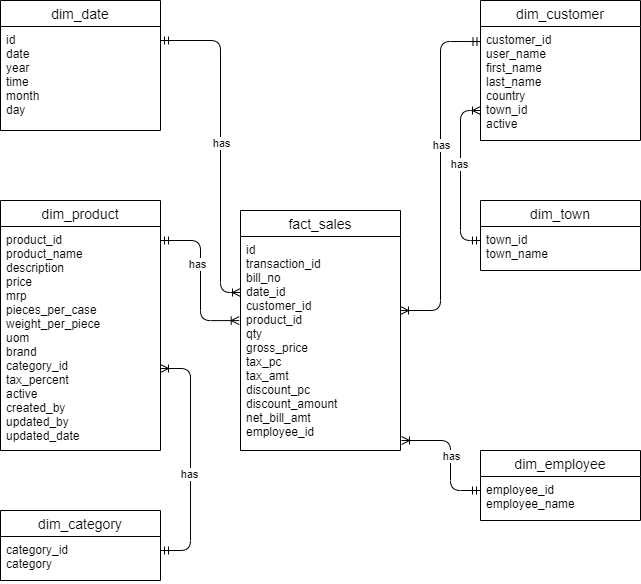 dim_date
id
date
year
time
month
day
dim_customer
customer_id
user_name
first_name
last_name
country
town_id
active
has
has
has
dim_product
product_id
product_name
description
price
mrp
pieces_per_case
weight_per_piece
uom
brand
category_id
tax_percent
active
created_by
updated_by
updated_date
has
fact_sales
id
transaction_id
bill_no
date_id
customer_id
product_id
qty
gross_price
tax_pc
tax_amt
discount_pc
discount_amount
net_bill_amt
employee_id
dim_town
town_id
town_name
has
has
dim_employee
employee_id
employee_name
dim_category
category_id
category